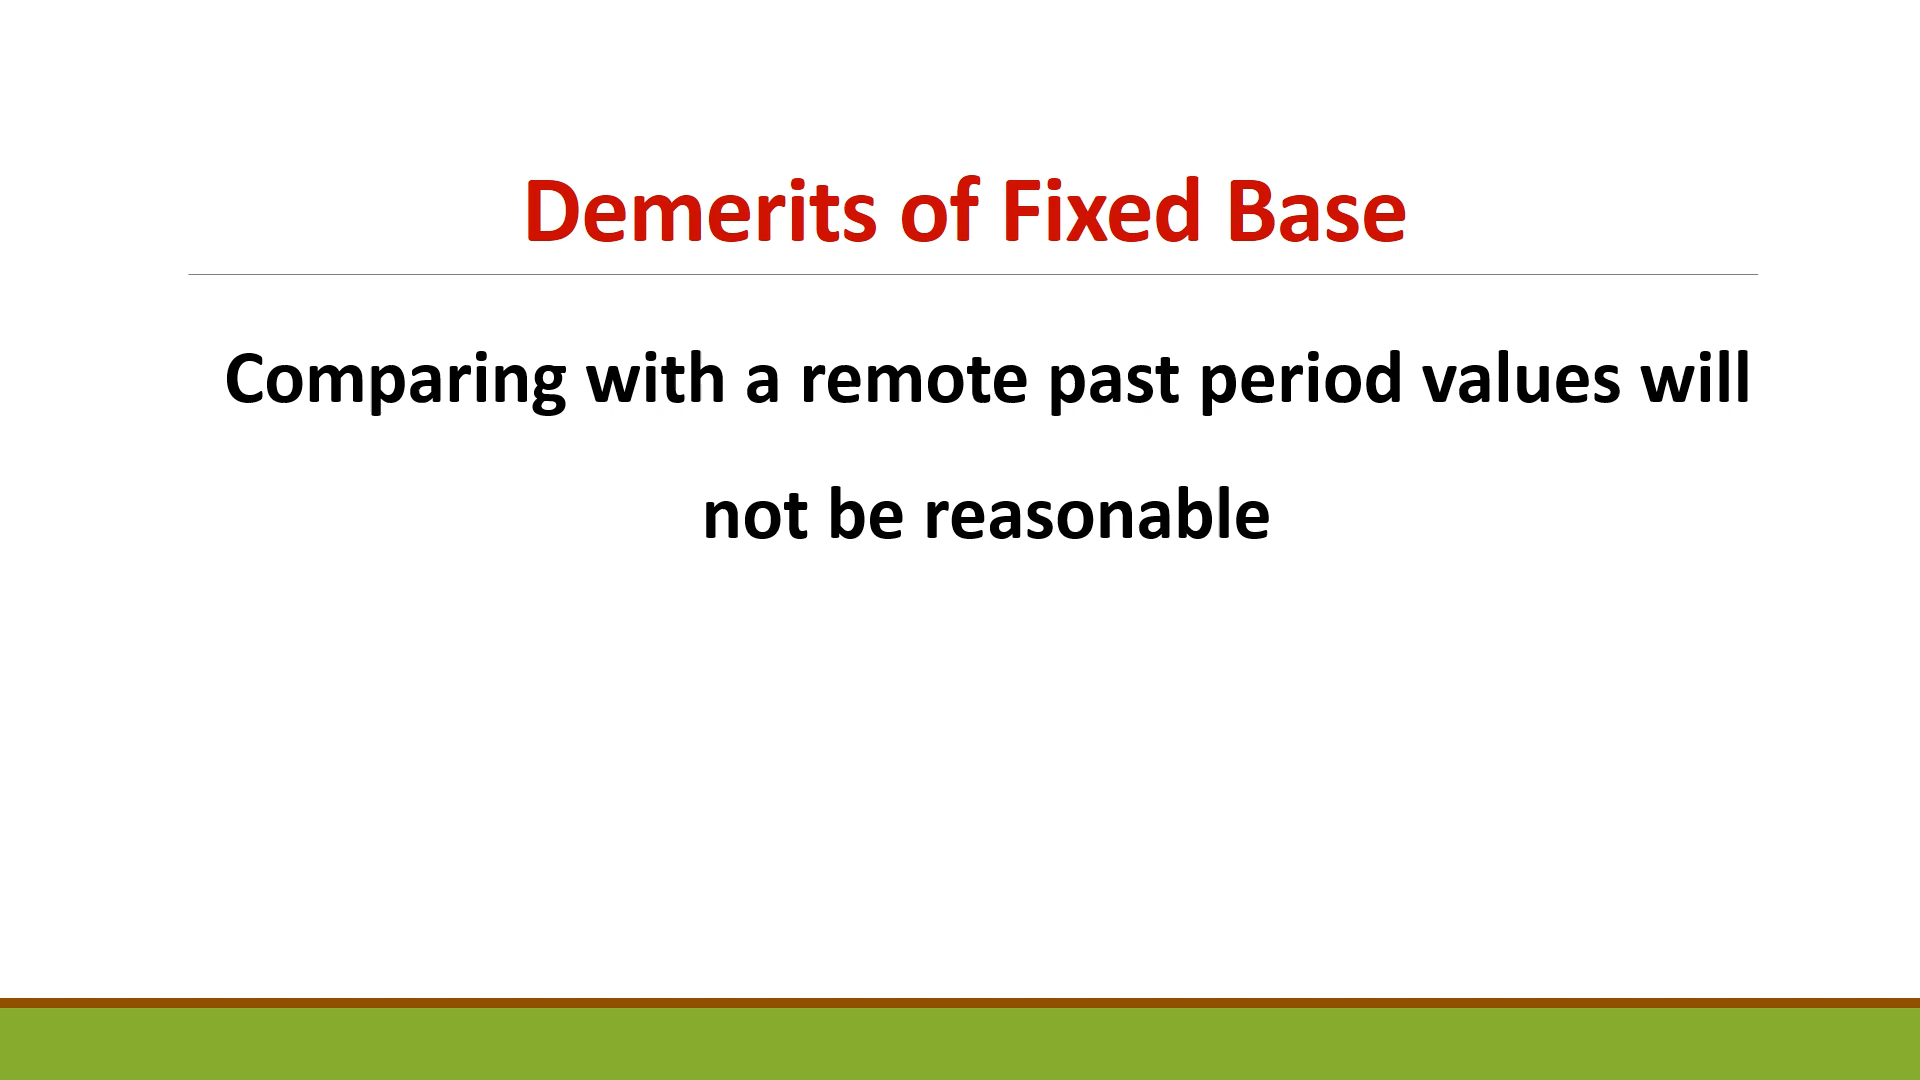 Demerits of Fixed Base
Comparing with a remote past period values will
not be reasonable